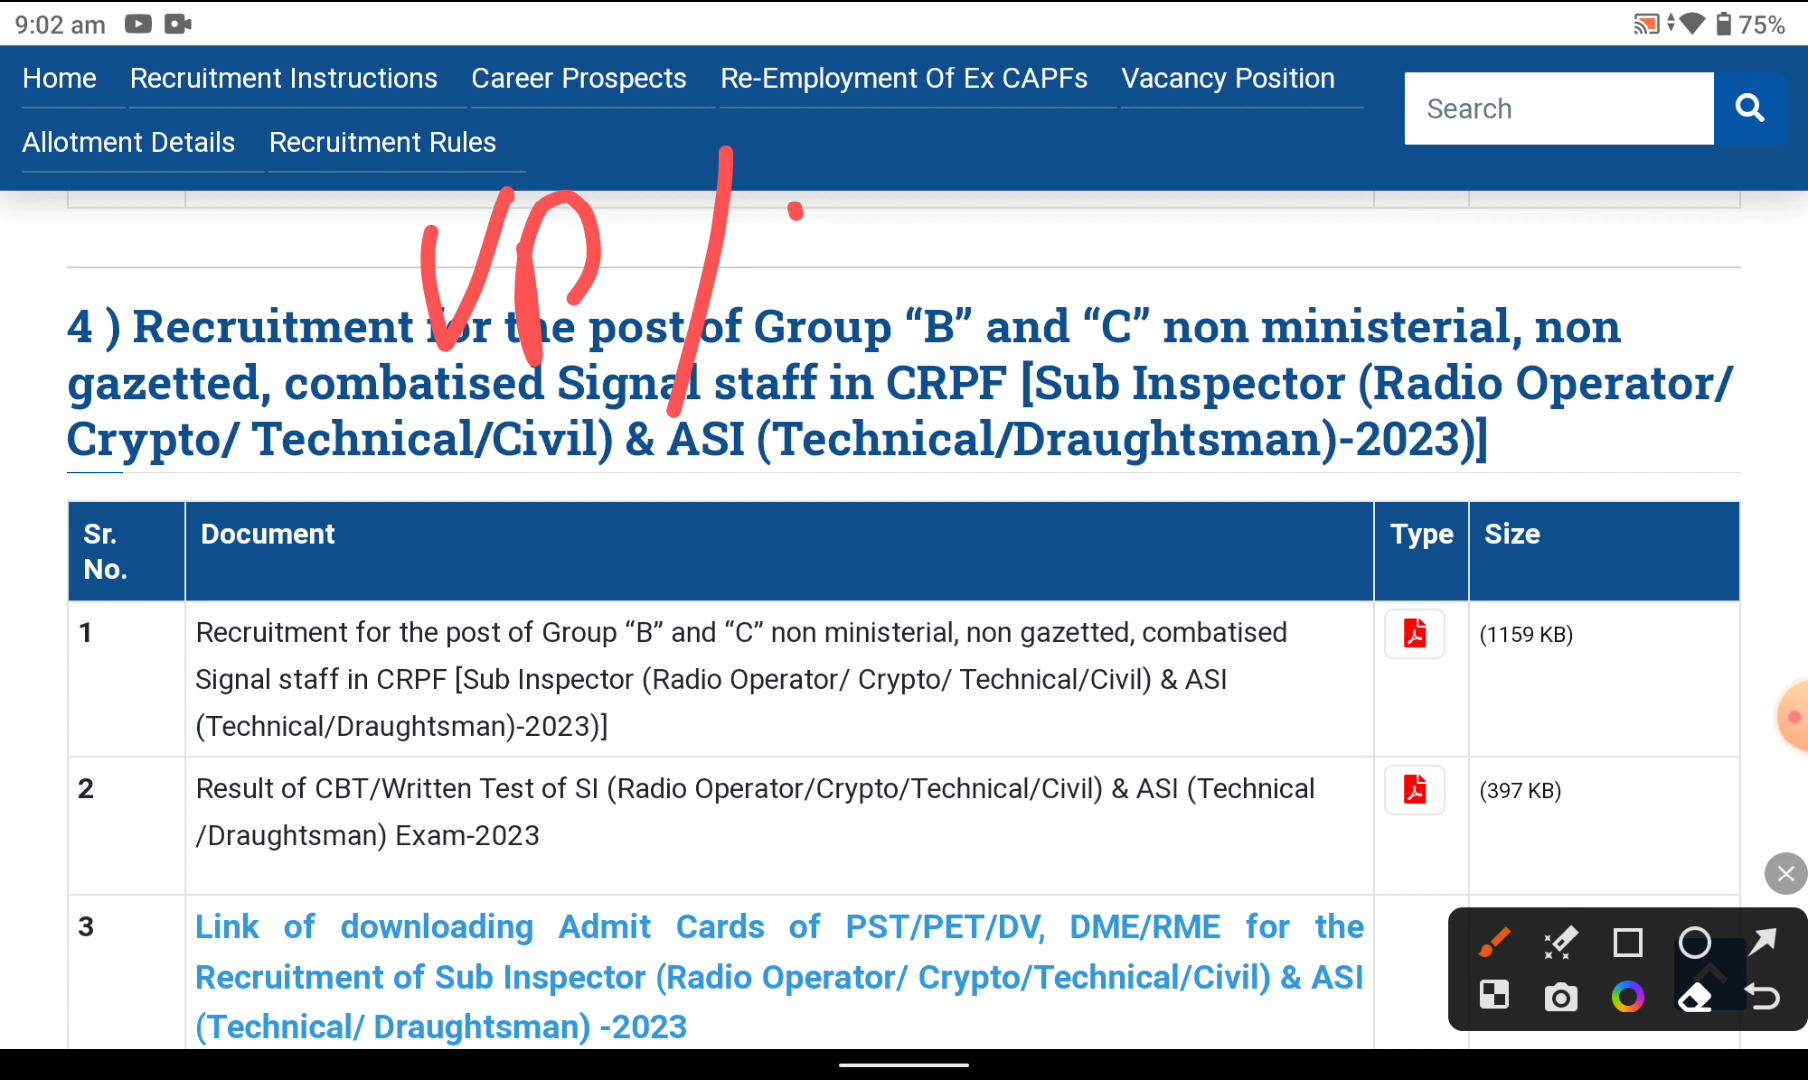 9:02 am
75%
Home Recruitment Instructions Career Prospects Re-Employment Of Ex CAPFs Vacancy Position
Search
Allotment Details Recruitment Rules
4 ) Recruitment for the post of Group “B” and “C” non ministerial, non
gazetted, combatised Signal staff in CRPF [Sub Inspector (Radio Operator/
Crypto/ Technical/Civil) & ASI (Technical/Draughtsman)-2023)]
Sr. No. Document Type Size
1 Recruitment for the post of Group “B” and “C” non ministerial, non gazetted, combatised (1159 KB)
Signal staff in CRPF [Sub Inspector (Radio Operator/ Crypto/ Technical/Civil) & ASI
(Technical/Draughtsman)-2023)]
2 Result of CBT/Written Test of SI (Radio Operator/Crypto/Technical/Civil) & ASI (Technical (397 KB)
/Draughtsman) Exam-2023
3 Link of downloading Admit Cards of PST/PET/DV, DME/RME for the
Recruitment of Sub Inspector (Radio Operator/ Crypto/Technical/Civil) & ASI
(Technical/ Draughtsman) -2023